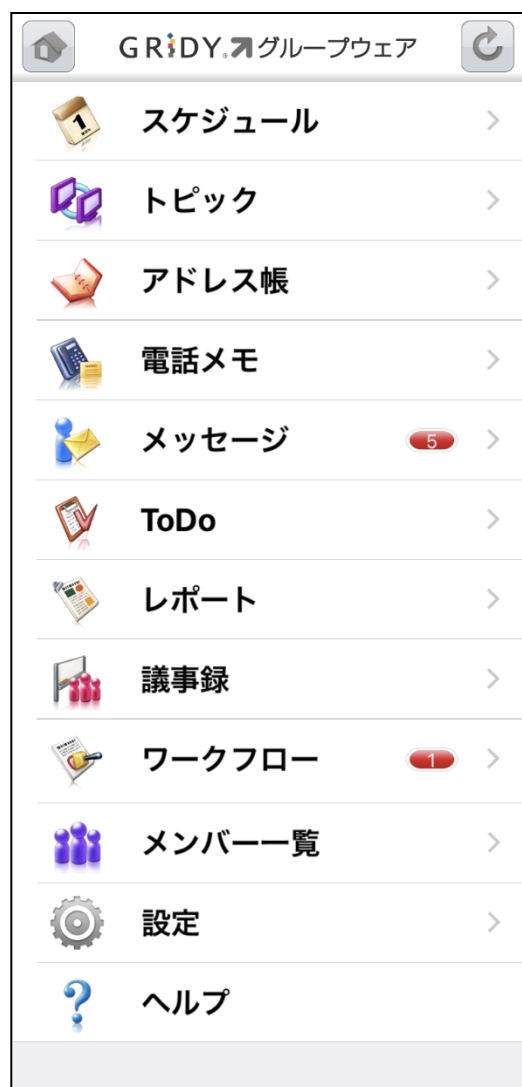 GRiDY.グループウェア
スケジュール
トピック
アドレス帳
電話メモ
メッセージ
5
ToDo
レポート
議事録
ワークフロー
1
メンバー一覧
設定
ヘルプ